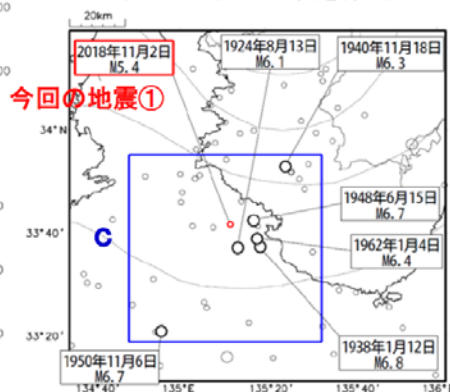 20km
2018年11月2日
M5.4
1924年8月13日
M6.1
1940年11月18日
M6.3
今回の地震①
34°N
1948年6月15日
M6.7
33°40'
C
1962年1月4日
M6.4
33°20'
1938年1月12日
M6.8
1950年11月6日
M6.7
134°40'
135°E
135°20'